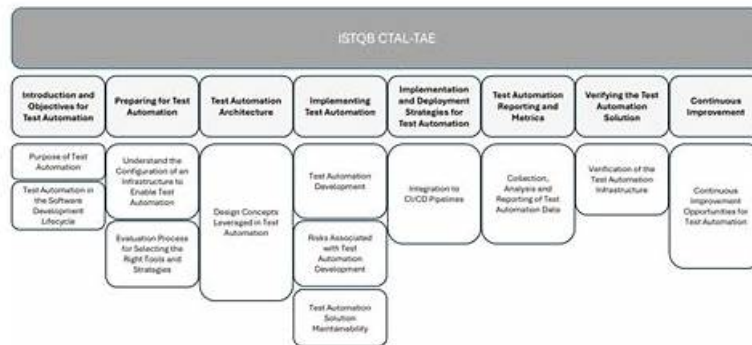 ISTQB CTAL-TAE
Introduction and
Objectives for
Test Automation
Preparing for Test
Automation
Test Automation
Architecture
Implementing
Test Automation
Implementation
and Deployment
Strategies for
Test Automation
Test Automation
Reporting and
Metrics
Verifying the Test
Automation
Solution
Continuous
Improvement
Purpose of Test
Automation
Test Automation in
the Software
Development
Lifecycle
Understand the
Configuration of an
Infrastructure to
Enable Test
Automation
Evaluation Process
for Selecting the
Right Tools and
Strategies
Design Concepts
Leveraged in Test
Automation
Test Automation
Development
Risks Associated
with Test
Automation
Development
Test Automation
Solution
Maintainability
Integration to
CI/CD Pipelines
Collection,
Analysis and
Reporting of Test
Automation Data
Verification of the
Test Automation
Infrastructure
Continuous
Improvement
Opportunities for
Test Automation